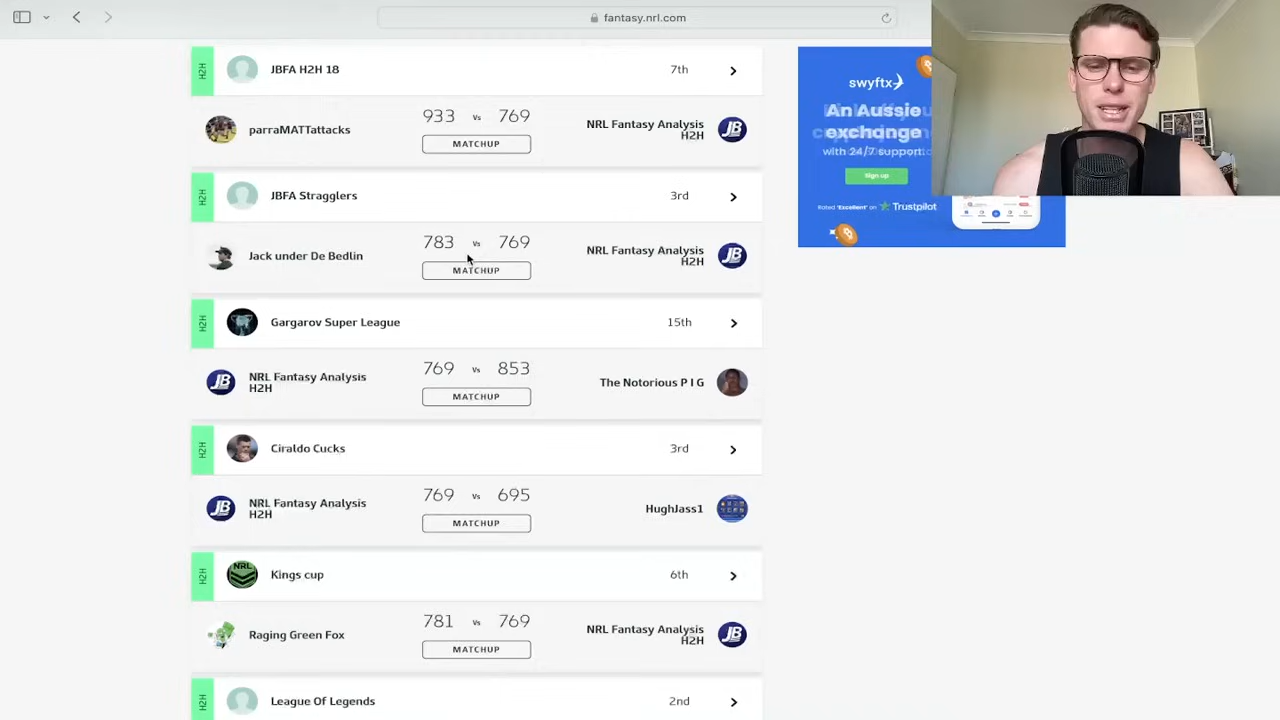 fantasy.nrl.com
H2H
JBFA H2H 18
7th
parraMATTattacks
933 vs 769
MATCHUP
NRL Fantasy Analysis
H2H
JB
H2H
JBFA Stragglers
3rd
Jack under De Bedlin
783 vs 769
MATCHUP
NRL Fantasy Analysis
H2H
JB
H2H
Gargarov Super League
15th
JB
NRL Fantasy Analysis
H2H
769 vs 853
MATCHUP
The Notorious P I G
H2H
Ciraldo Cucks
3rd
JB
NRL Fantasy Analysis
H2H
769 vs 695
MATCHUP
HughJass1
H2H
NRL
Kings cup
6th
Raging Green Fox
781 vs 769
MATCHUP
NRL Fantasy Analysis
H2H
JB
H2H
League Of Legends
2nd
swyftx
An Aussie
exchange
with 24/7 support.
Sign up
Rated 'Excellent' on Trustpilot